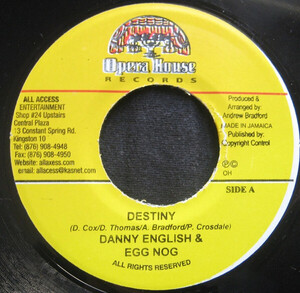 Opera House
RECORDS
ALL ACCESS
ENTERTAINMENT
Shop #24 Upstairs
Central Plaza
13 Constant Spring Rd.
Kingston 10
Tel: (876) 908-4948
Fax: (876) 908-4950
Website: allaxess.com
email: allaccess@kasnet.com
Produced &
Arranged by:
Andrew Bradford
MADE IN JAMAICA
Published by:
Copyright Control
℗©
OH
SIDE A
DESTINY
(D. Cox/D. Thomas/A. Bradford/P. Crosdale)
DANNY ENGLISH &
EGG NOG
ALL RIGHTS RESERVED